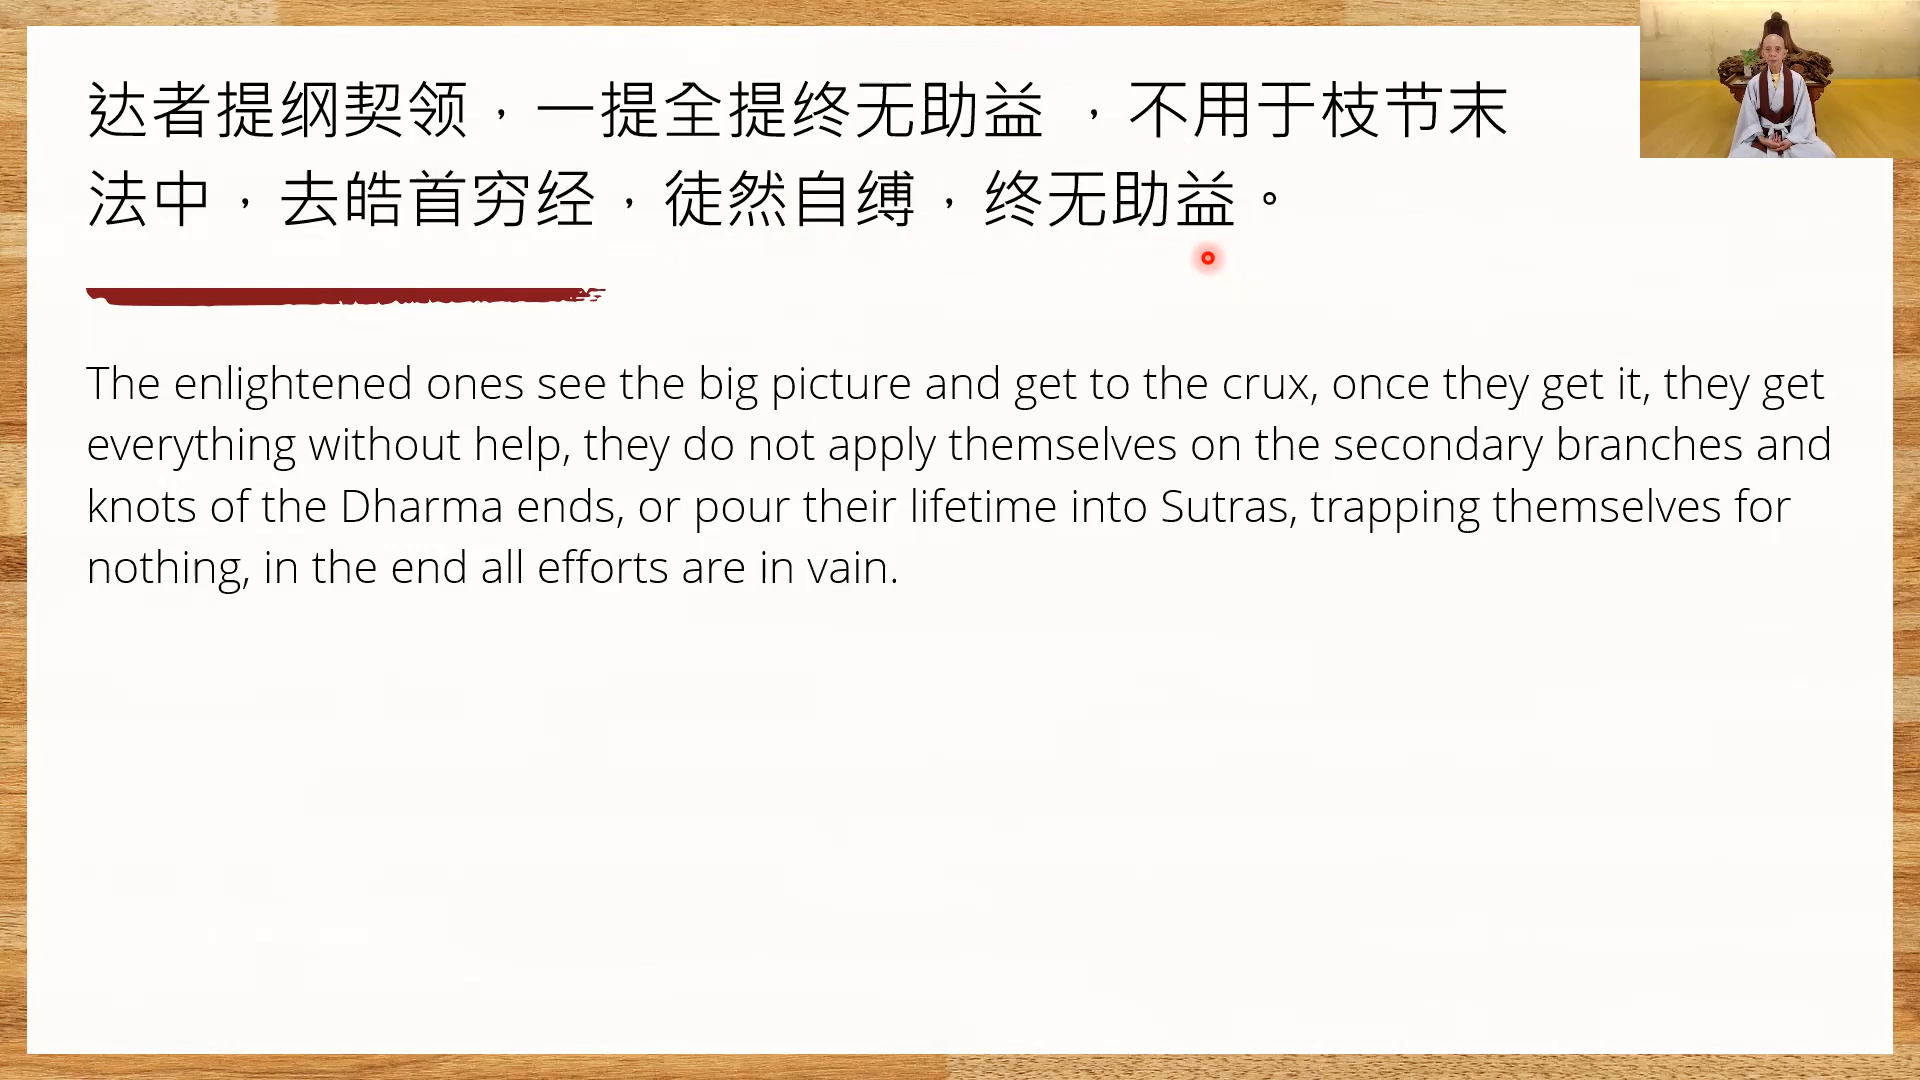 达者提纲契领，一提全提终无助益 ，不用于枝节末
法中，去皓首穷经，徒然自缚，终无助益。
The enlightened ones see the big picture and get to the crux, once they get it, they get
everything without help, they do not apply themselves on the secondary branches and
knots of the Dharma ends, or pour their lifetime into Sutras, trapping themselves for
nothing, in the end all efforts are in vain.